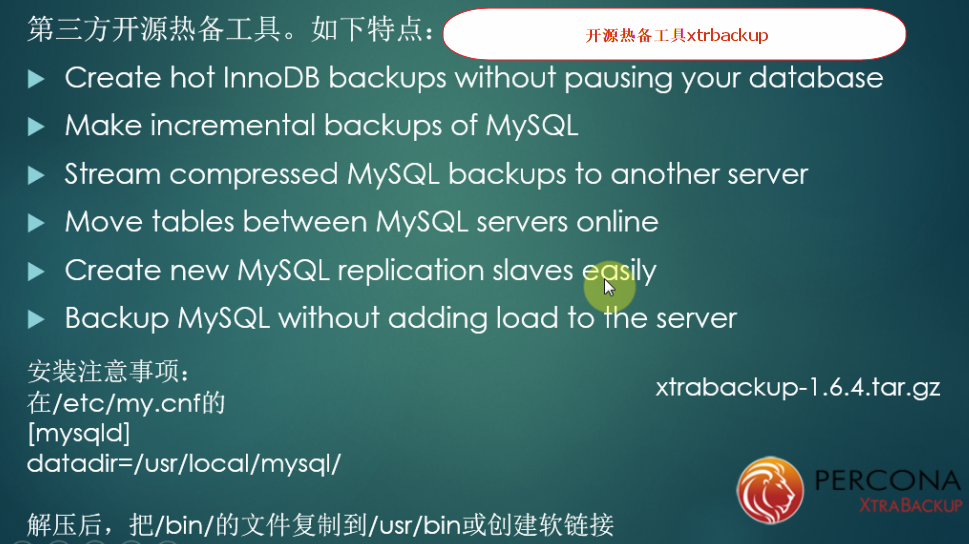 第三方开源热备工具。如下特点：
开源热备工具xtrbackup
Create hot InnoDB backups without pausing your database
Make incremental backups of MySQL
Stream compressed MySQL backups to another server
Move tables between MySQL servers online
Create new MySQL replication slaves easily
Backup MySQL without adding load to the server
安装注意事项：
在/etc/my.cnf的
[mysqld]
datadir=/usr/local/mysql/
xtrabackup-1.6.4.tar.gz
PERCONA
XTRABACKUP
解压后，把/bin/的文件复制到/usr/bin或创建软链接